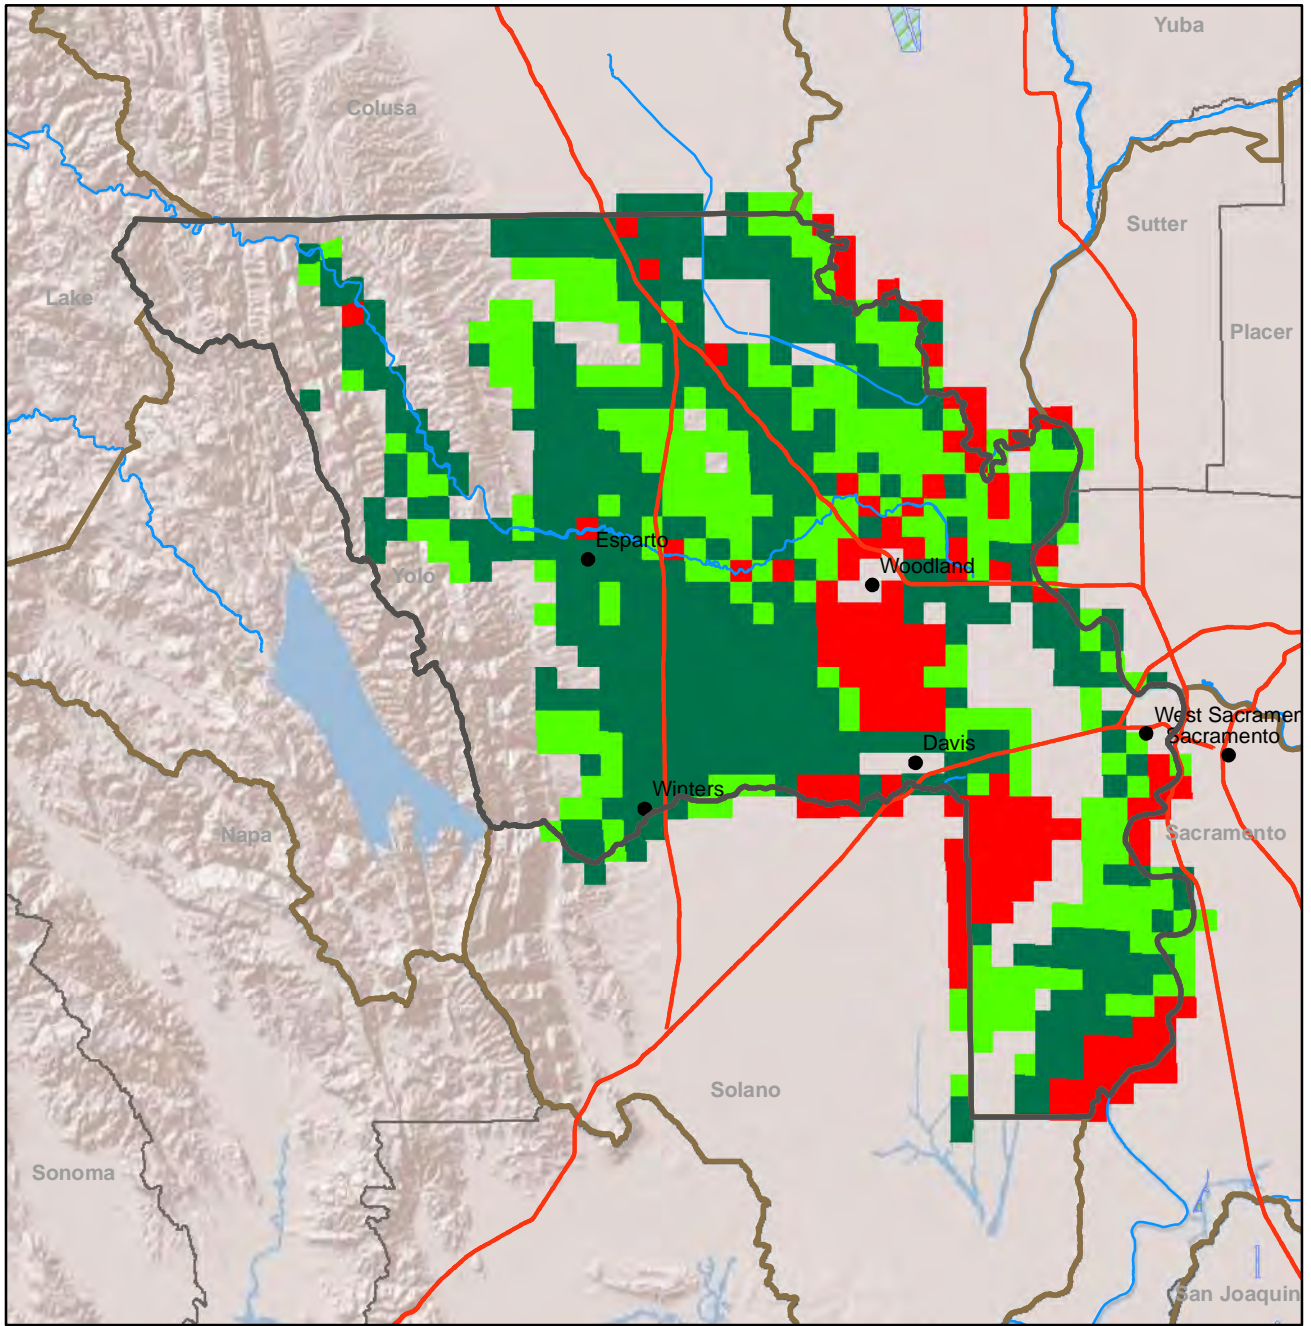 Yuba
Colusa
Sutter
Lake
Placer
Esparto
Woodland
Yolo
West Sacramen
Sacramento
Davis
Winters
Napa
Sacramento
Solano
Sonoma
San Joaquin